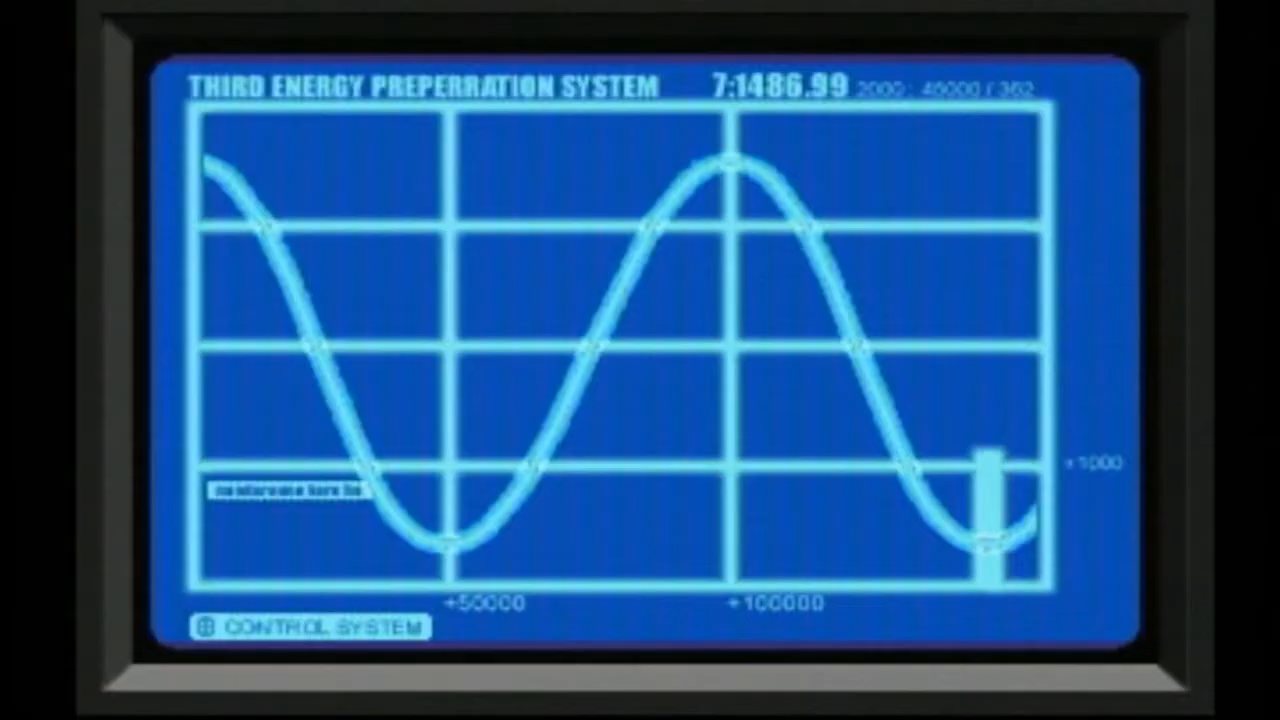 THIRD ENERGY PREPERRATION SYSTEM 7:1486.99 2000: 45000 / 362
+1000
+50000 +100000
CONTROL SYSTEM